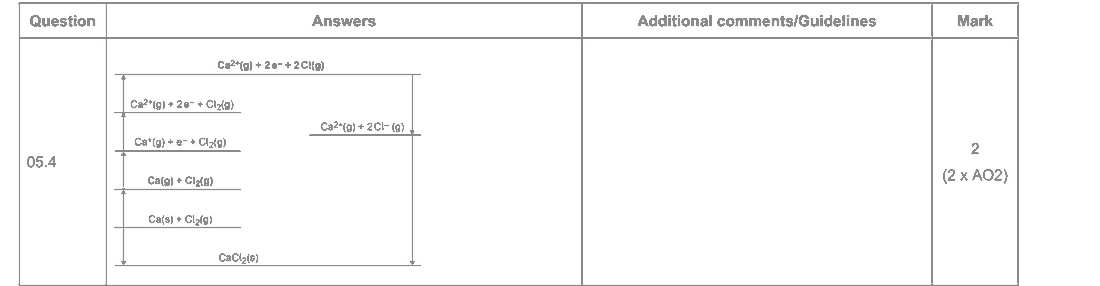 Question Answers Additional comments/Guidelines Mark
Ca²⁺(g) + 2e⁻ + 2Cl(g)
Ca²⁺(g) + 2e⁻ + Cl₂(g)
Ca²⁺(g) + 2Cl⁻ (g)
Ca⁺(g) + e⁻ + Cl₂(g)
05.4
2
(2 x AO2)
Ca(g) + Cl₂(g)
Ca(s) + Cl₂(g)
CaCl₂(s)